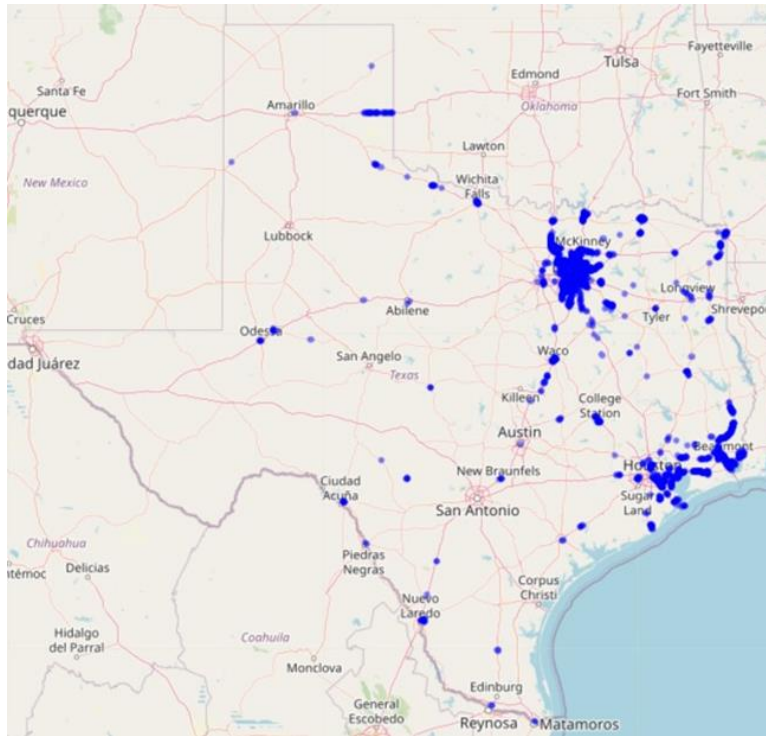 Fayetteville
Tulsa
Santa Fe
Edmond
Fort Smith
querque
Amarillo
Oklahoma
Lawton
New Mexico
Wichita
Falls
Lubbock
McKinney
Longview
Cruces
Abilene
Tyler
Shrevepo
Odessa
dad Juárez
San Angelo
Waco
Texas
Killeen
College
Station
Austin
Beaumont
New Braunfels
Houston
Ciudad
Acuña
San Antonio
Sugar
Land
Chihuahua
Piedras
Negras
ntémoc
Delicias
Corpus
Christi
Nuevo
Laredo
Hidalgo
del Parral
Coahuila
Monclova
Edinburg
General
Escobedo
Reynosa
Matamoros